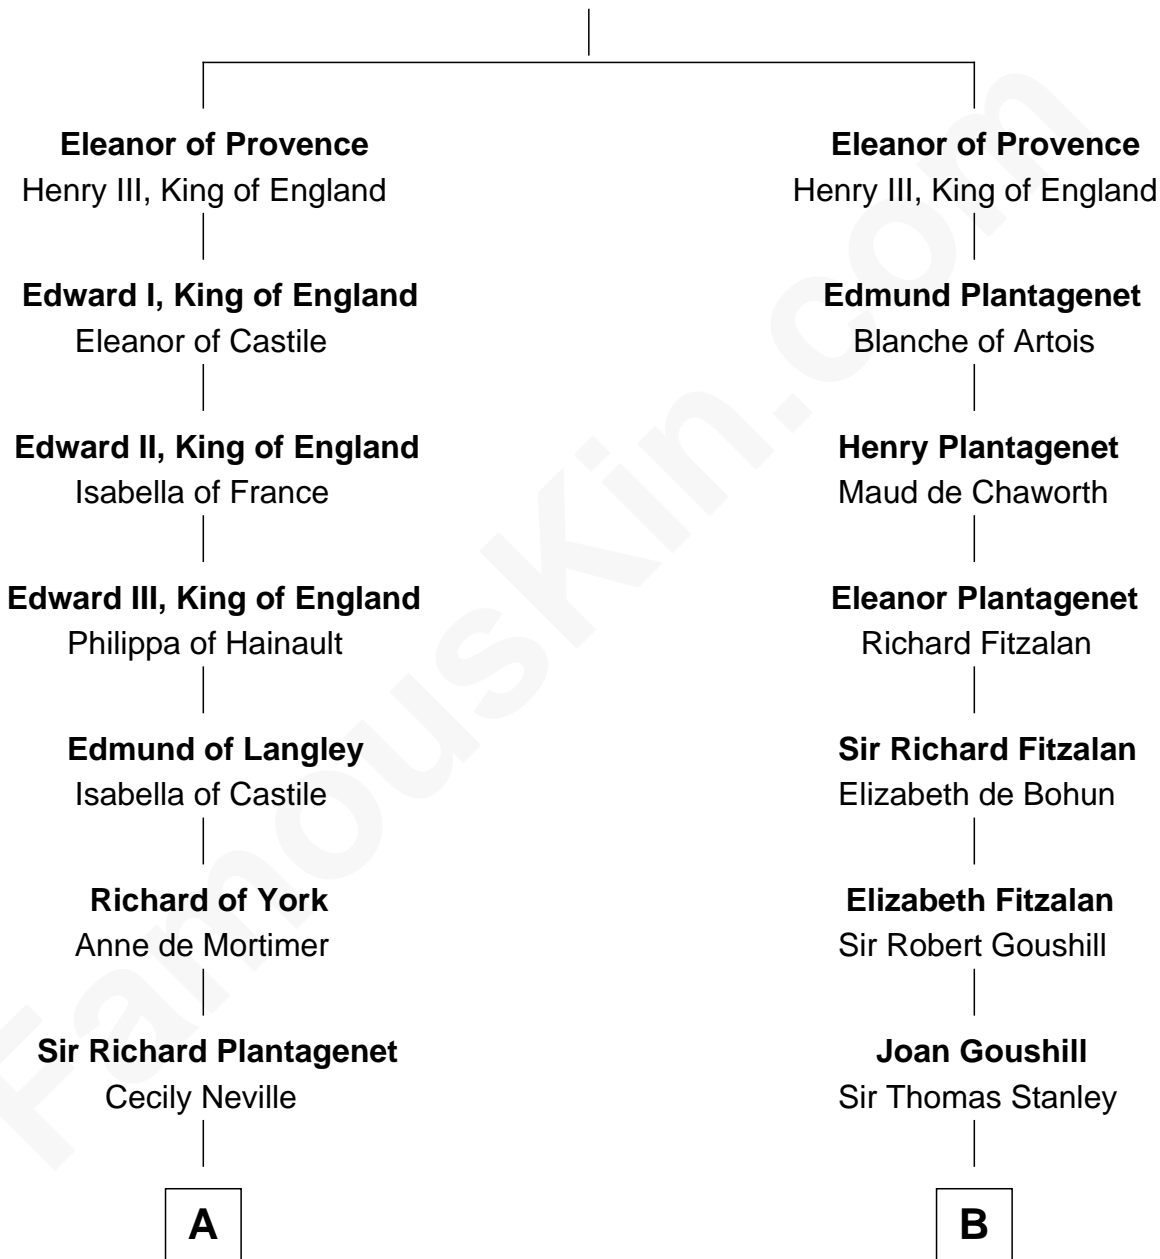 Eleanor of Provence
Henry III, King of England
Edward I, King of England
Eleanor of Castile
Edward II, King of England
Isabella of France
Edward III, King of England
Philippa of Hainault
Edmund of Langley
Isabella of Castile
Richard of York
Anne de Mortimer
Sir Richard Plantagenet
Cecily Neville
A
Eleanor of Provence
Henry III, King of England
Edmund Plantagenet
Blanche of Artois
Henry Plantagenet
Maud de Chaworth
Eleanor Plantagenet
Richard Fitzalan
Sir Richard Fitzalan
Elizabeth de Bohun
Elizabeth Fitzalan
Sir Robert Goushill
Joan Goushill
Sir Thomas Stanley
B
FamousKin.com